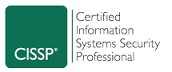 Certified
Information
Systems Security
Professional
CISSP®